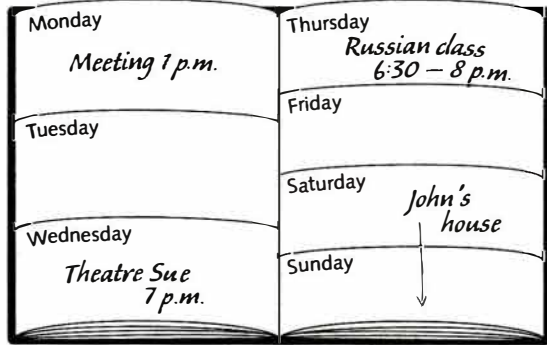 Monday
Meeting 1 p.m.
Tuesday
Wednesday
Theatre Sue
7 p.m.
Thursday
Russian class
6:30 – 8 p.m.
Friday
Saturday
John's
house
Sunday